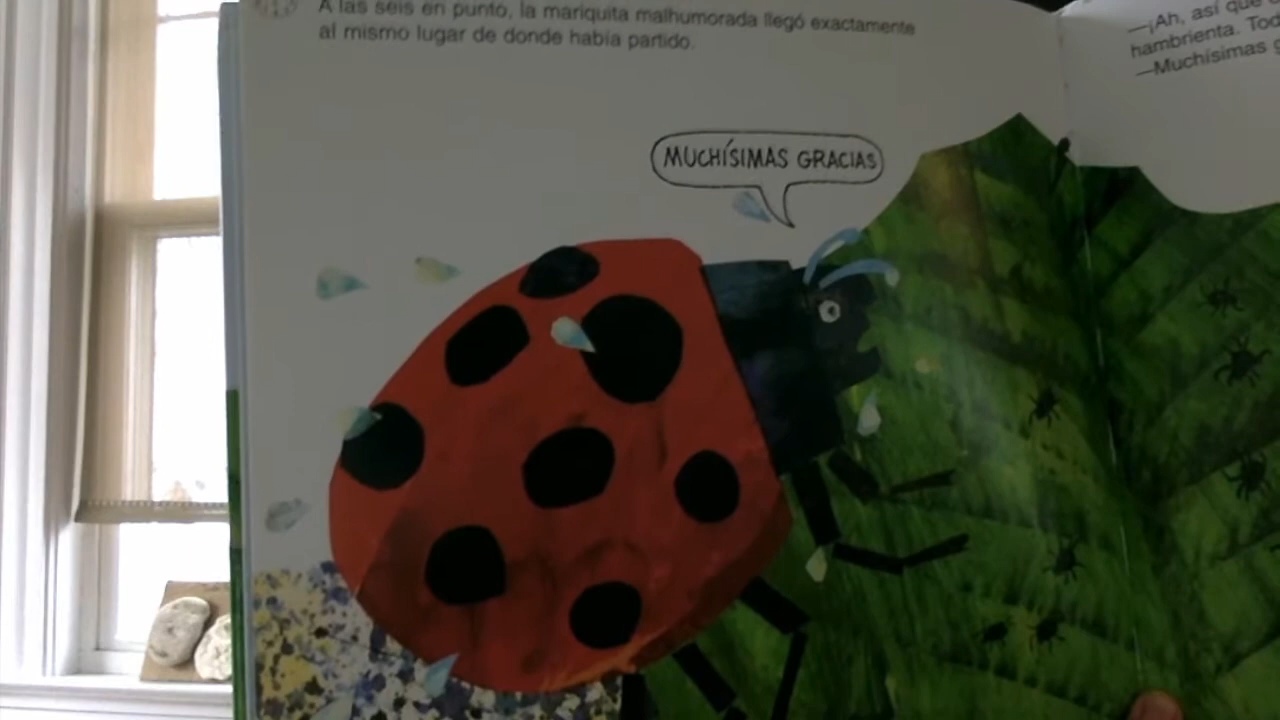 A las seis en punto, la mariquita malhumorada llegó exactamente
al mismo lugar de donde había partido.
MUCHÍSIMAS GRACIAS
—¡Ah, así que
hambrienta. Tod
—Muchísimas g